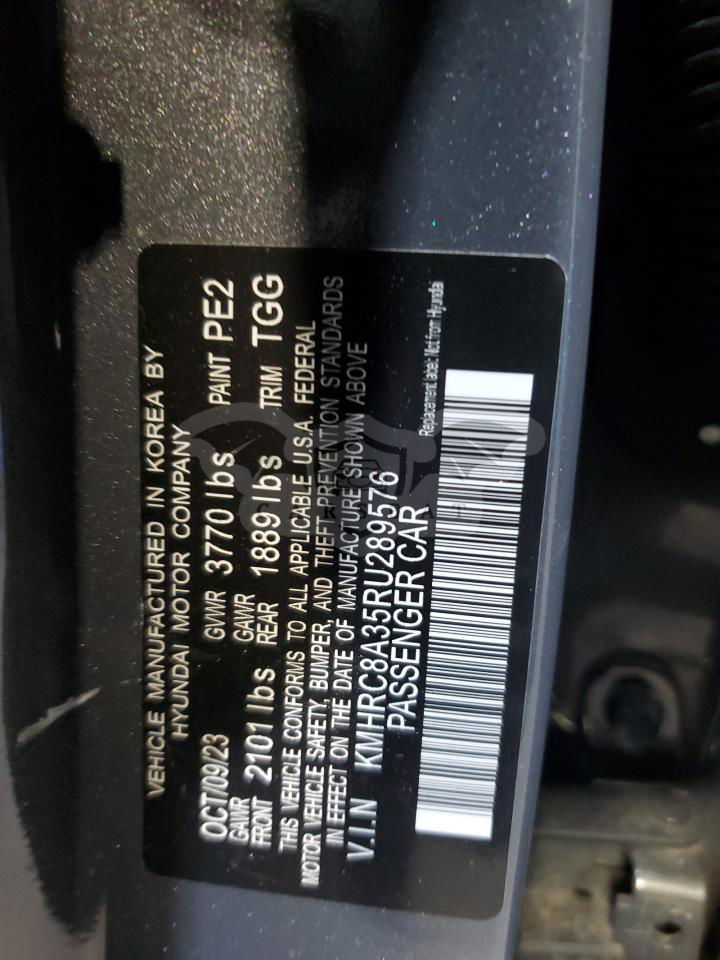 VEHICLE MANUFACTURED IN KOREA BY
HYUNDAI MOTOR COMPANY
OCT/09/23 GVWR 3770 lbs PAINT PE2
GAWR FRONT 2101 lbs GAWR REAR 1889 lbs TRIM TGG
THIS VEHICLE CONFORMS TO ALL APPLICABLE U.S.A. FEDERAL
MOTOR VEHICLE SAFETY, BUMPER, AND THEFT PREVENTION STANDARDS
IN EFFECT ON THE DATE OF MANUFACTURE SHOWN ABOVE
V.I.N KMHRC8A35RU289576
PASSENGER CAR
Replacement label: Not from Hyundai